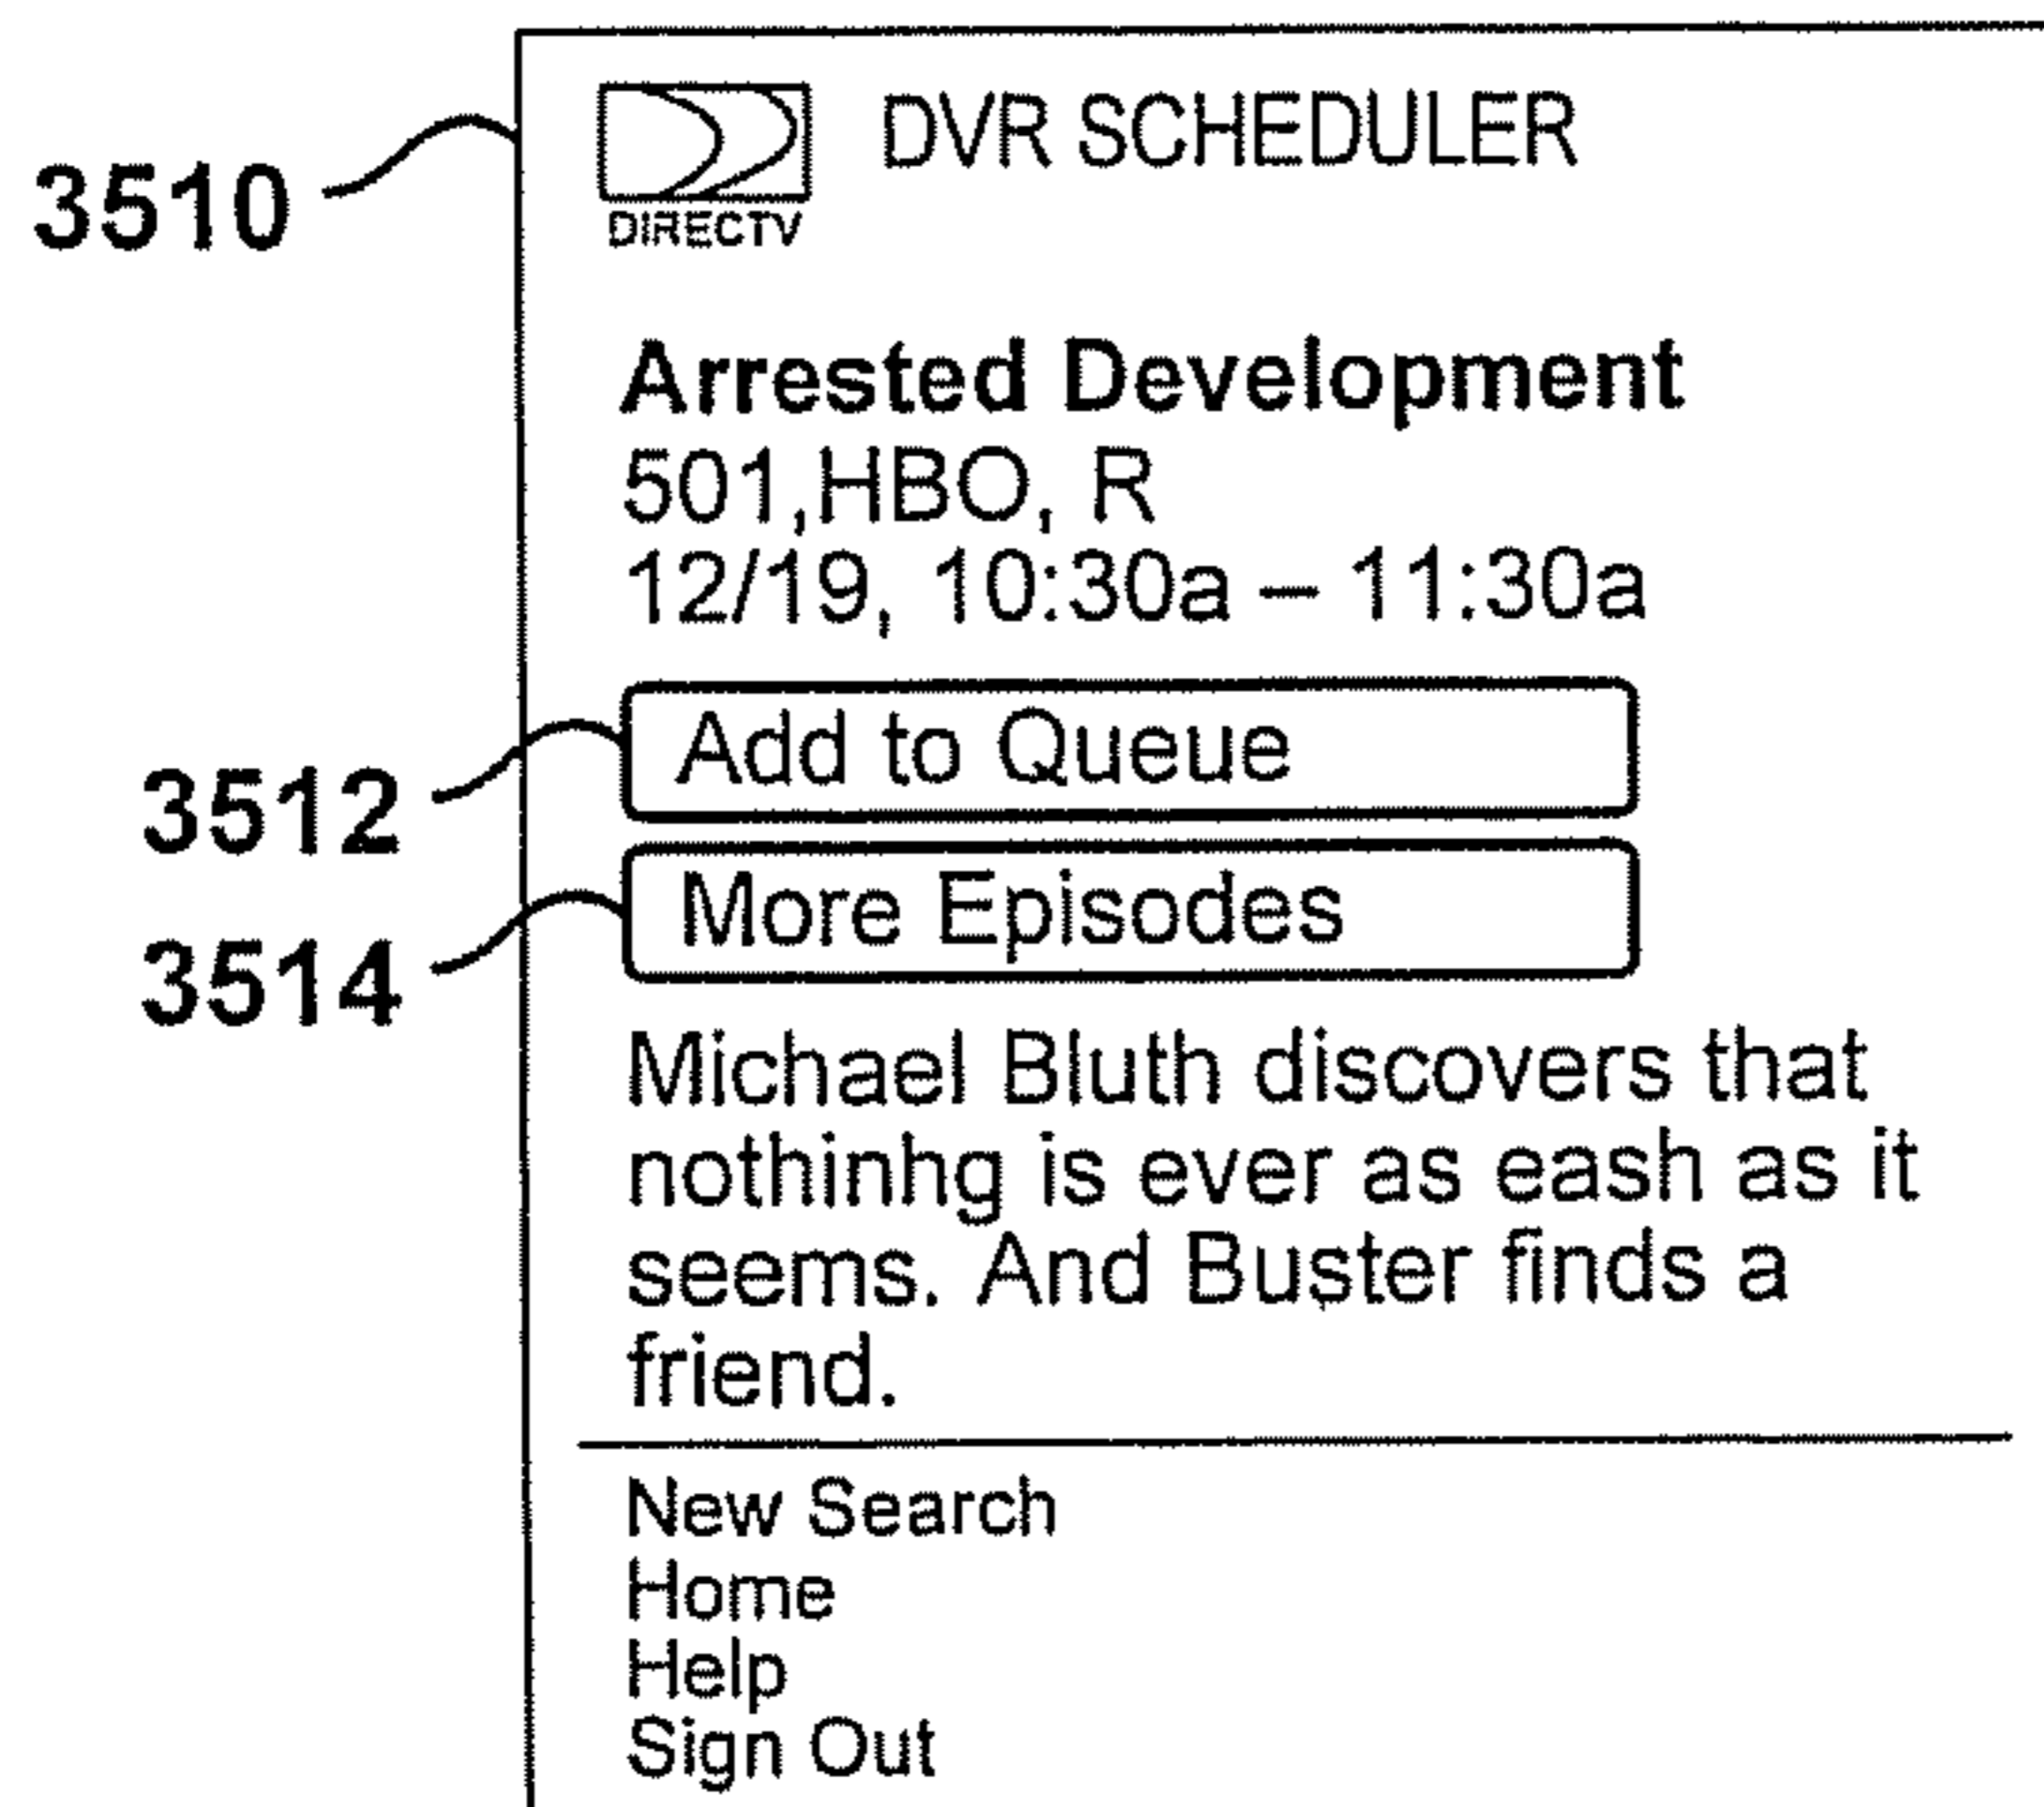 DVR SCHEDULER
3510
DIRECTV
Arrested Development
501,HBO, R
12/19, 10:30a – 11:30a
Add to Queue
3512
More Episodes
3514
Michael Bluth discovers that
nothinhg is ever as eash as it
seems. And Buster finds a
friend.
New Search
Home
Help
Sign Out